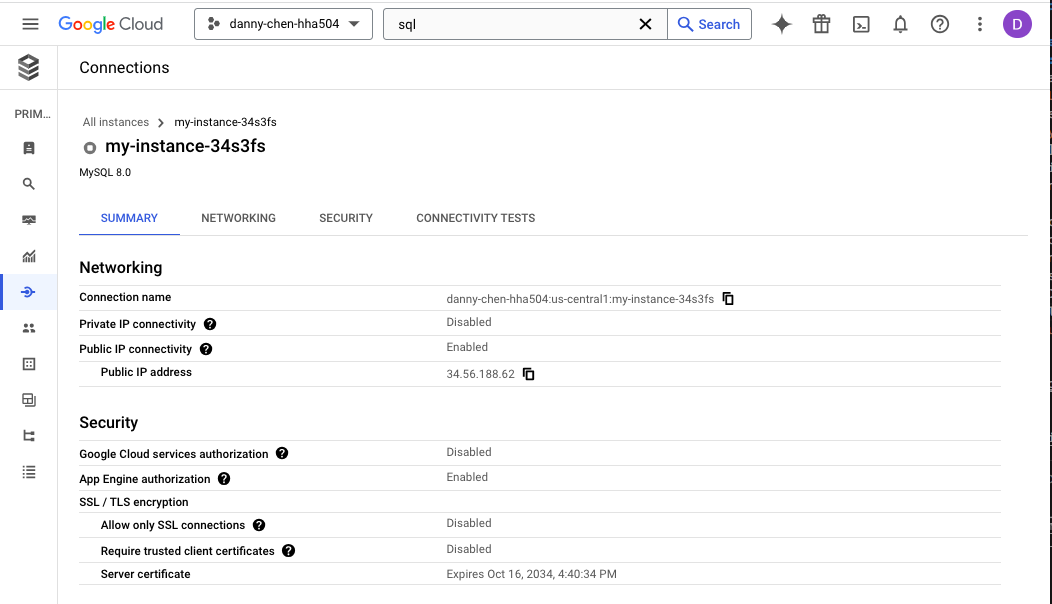 Google Cloud
danny-chen-hha504
sql
Search
D
Connections
PRIM...
All instances
my-instance-34s3fs
my-instance-34s3fs
MySQL 8.0
SUMMARY NETWORKING SECURITY CONNECTIVITY TESTS
Networking
Connection name danny-chen-hha504:us-central1:my-instance-34s3fs
Private IP connectivity Disabled
Public IP connectivity Enabled
Public IP address 34.56.188.62
Security
Google Cloud services authorization Disabled
App Engine authorization Enabled
SSL / TLS encryption
Allow only SSL connections Disabled
Require trusted client certificates Disabled
Server certificate Expires Oct 16, 2034, 4:40:34 PM